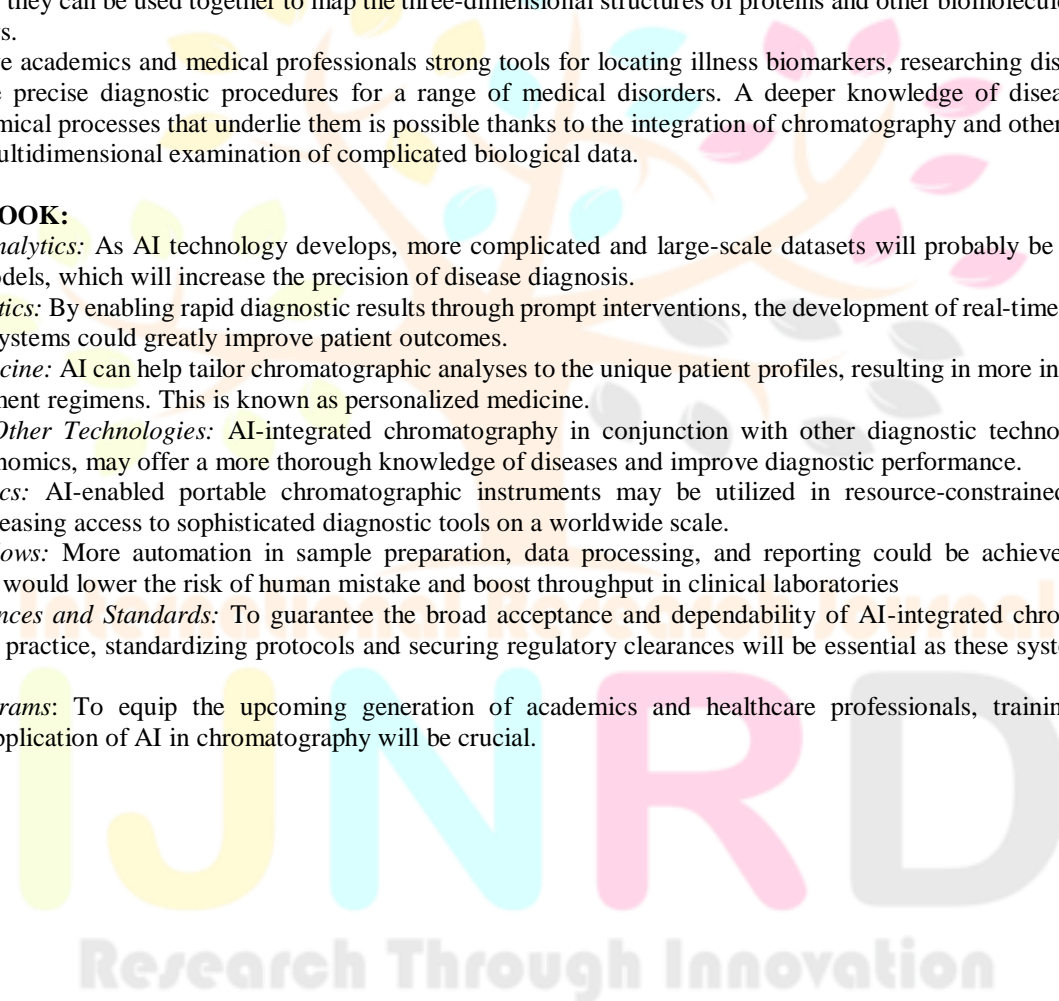 they can be used together to map the three-dimensional structures of proteins and other biomolecul
s.
e academics and medical professionals strong tools for locating illness biomarkers, researching dis
precise diagnostic procedures for a range of medical disorders. A deeper knowledge of disea
mical processes that underlie them is possible thanks to the integration of chromatography and other
ultidimensional examination of complicated biological data.
OOK:
nalytics: As AI technology develops, more complicated and large-scale datasets will probably be
dels, which will increase the precision of disease diagnosis.
tics: By enabling rapid diagnostic results through prompt interventions, the development of real-time
ystems could greatly improve patient outcomes.
cine: AI can help tailor chromatographic analyses to the unique patient profiles, resulting in more in
ment regimens. This is known as personalized medicine.
Other Technologies: AI-integrated chromatography in conjunction with other diagnostic techno
nomics, may offer a more thorough knowledge of diseases and improve diagnostic performance.
cs: AI-enabled portable chromatographic instruments may be utilized in resource-constrained
easing access to sophisticated diagnostic tools on a worldwide scale.
ows: More automation in sample preparation, data processing, and reporting could be achieve
would lower the risk of human mistake and boost throughput in clinical laboratories
International Research Journal
nces and Standards: To guarantee the broad acceptance and dependability of AI-integrated chro
practice, standardizing protocols and securing regulatory clearances will be essential as these syst
rams: To equip the upcoming generation of academics and healthcare professionals, trainin
pplication of AI in chromatography will be crucial.
IJNRD
Research Through Innovation